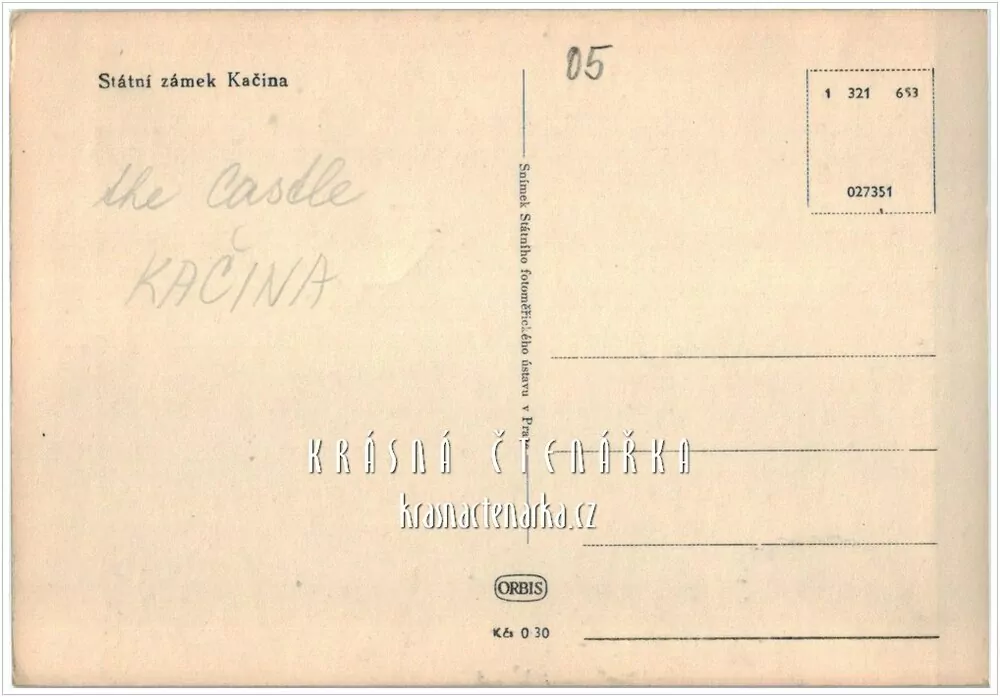 Státní zámek Kačina
the Castle
KAČINA
05
1 321 653
027351
Snímek Státního fotoměřického ústavu v
KRÁSNÁ ČTENÁŘKA
krasnactenarka.cz
ORBIS
Kčs 0·30